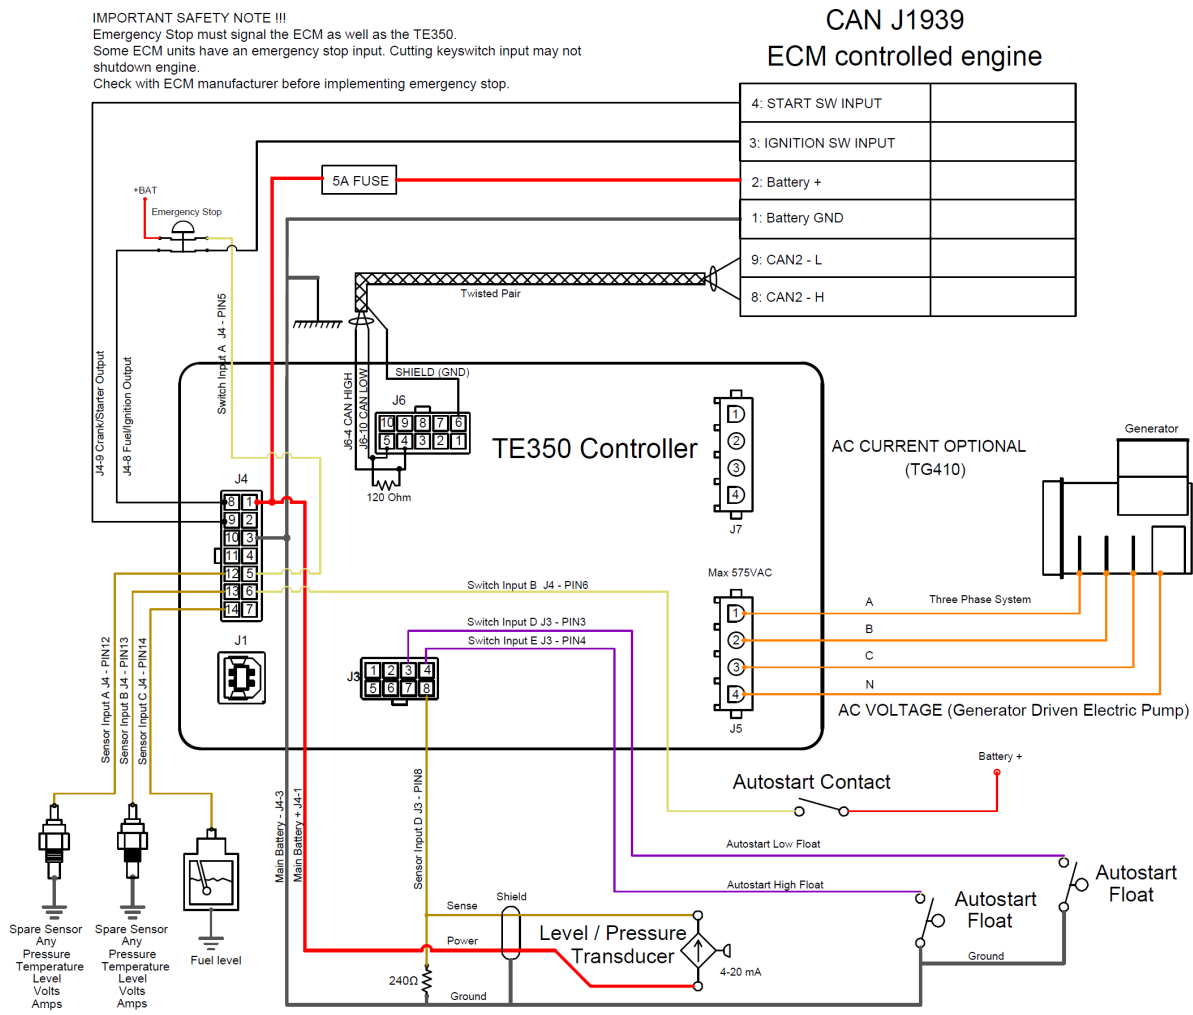 IMPORTANT SAFETY NOTE !!!
Emergency Stop must signal the ECM as well as the TE350.
Some ECM units have an emergency stop input. Cutting keyswitch input may not
shutdown engine.
Check with ECM manufacturer before implementing emergency stop.
CAN J1939
ECM controlled engine
4: START SW INPUT
3: IGNITION SW INPUT
2: Battery +
1: Battery GND
9: CAN2 - L
8: CAN2 - H
5A FUSE
+BAT
Emergency Stop
Twisted Pair
Switch Input A J4 - PIN5
J4-9 Crank/Starter Output
J4-8 Fuel/Ignition Output
J6-4 CAN HIGH
J6-10 CAN LOW
SHIELD (GND)
J6
10 9 8 7 6
5 4 3 2 1
120 Ohm
TE350 Controller
1
2
3
4
J7
AC CURRENT OPTIONAL
(TG410)
Generator
J4
8 1
9 2
10 3
11 4
12 5
13 6
14 7
J1
Max 575VAC
1
2
3
4
J5
A
Three Phase System
B
C
N
AC VOLTAGE (Generator Driven Electric Pump)
Switch Input B J4 - PIN6
Switch Input D J3 - PIN3
Switch Input E J3 - PIN4
J3
1 2 3 4
5 6 7 8
Sensor Input A J4 - PIN12
Sensor Input B J4 - PIN13
Sensor Input C J4 - PIN14
Main Battery - J4-3
Main Battery + J4-1
Sensor Input D J3 - PIN8
Battery +
Autostart Contact
Autostart Low Float
Autostart High Float
Autostart
Float
Autostart
Float
Ground
Shield
Sense
Power
Level / Pressure
Transducer
4-20 mA
240Ω
Ground
Spare Sensor
Any
Pressure
Temperature
Level
Volts
Amps
Spare Sensor
Any
Pressure
Temperature
Level
Volts
Amps
Fuel level